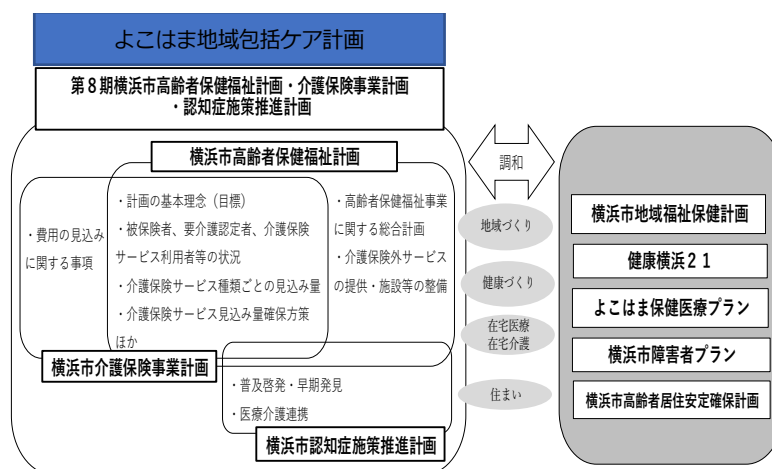 よこはま地域包括ケア計画
第８期横浜市高齢者保健福祉計画・介護保険事業計画
・認知症施策推進計画
横浜市高齢者保健福祉計画
・費用の見込み
に関する事項
・計画の基本理念（目標）
・被保険者、要介護認定者、介護保険
サービス利用者等の状況
・介護保険サービス種類ごとの見込み量
・介護保険サービス見込み量確保方策
ほか
・高齢者保健福祉事業
に関する総合計画
・介護保険外サービス
の提供・施設等の整備
横浜市介護保険事業計画
・普及啓発・早期発見
・医療介護連携
横浜市認知症施策推進計画
調和
地域づくり
健康づくり
在宅医療
在宅介護
住まい
横浜市地域福祉保健計画
健康横浜２１
よこはま保健医療プラン
横浜市障害者プラン
横浜市高齢者居住安定確保計画